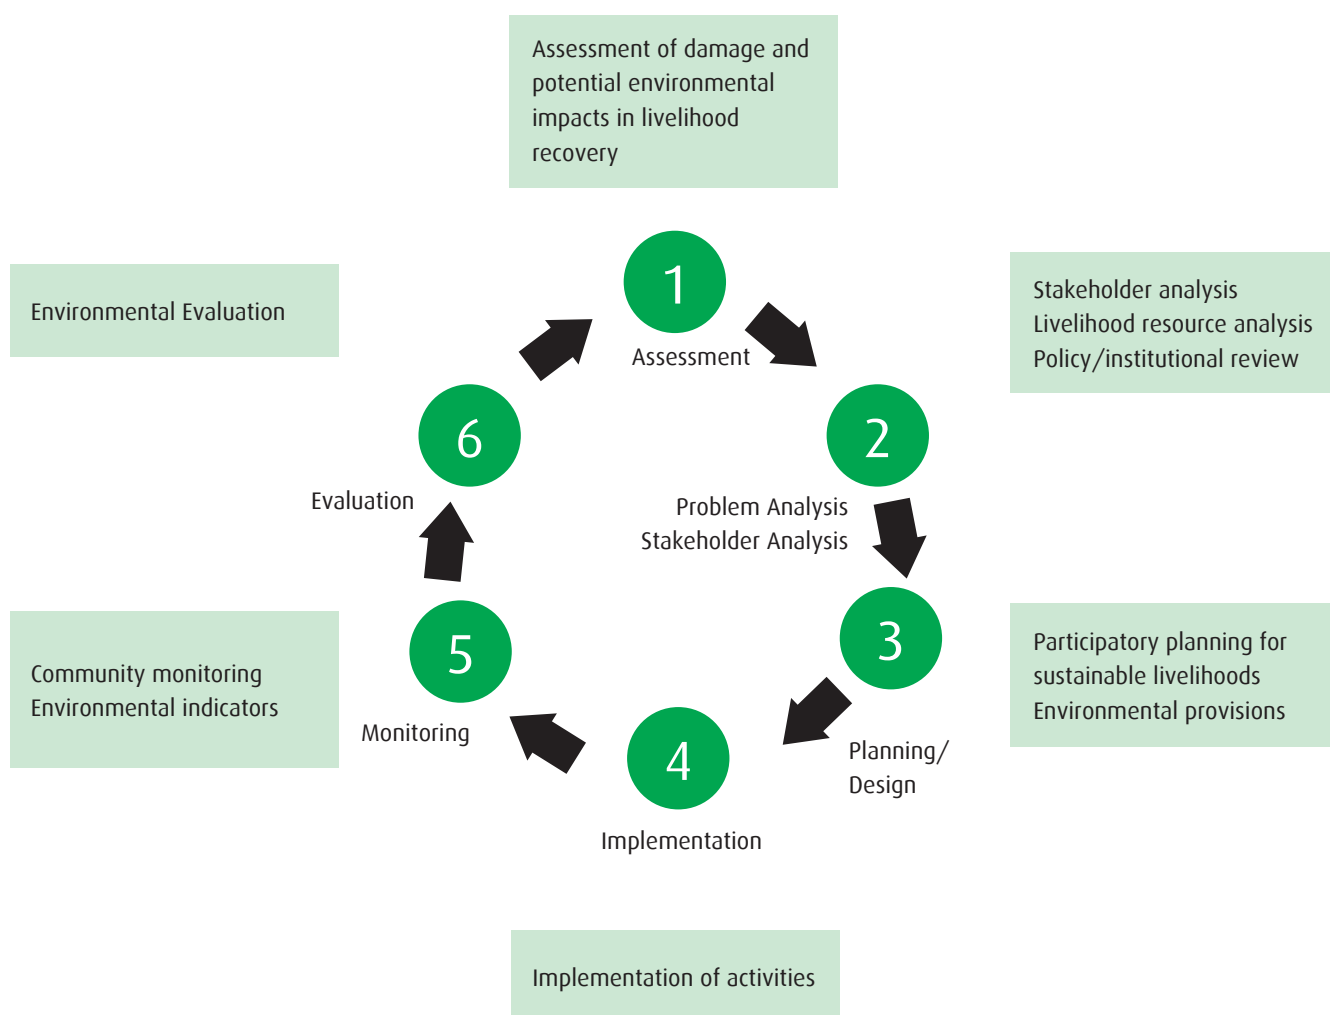 Assessment of damage and
potential environmental
impacts in livelihood
recovery
1
Assessment
Stakeholder analysis
Livelihood resource analysis
Policy/institutional review
2
Problem Analysis
Stakeholder Analysis
Participatory planning for
sustainable livelihoods
Environmental provisions
3
Planning/
Design
4
Implementation
Implementation of activities
5
Monitoring
Community monitoring
Environmental indicators
6
Evaluation
Environmental Evaluation